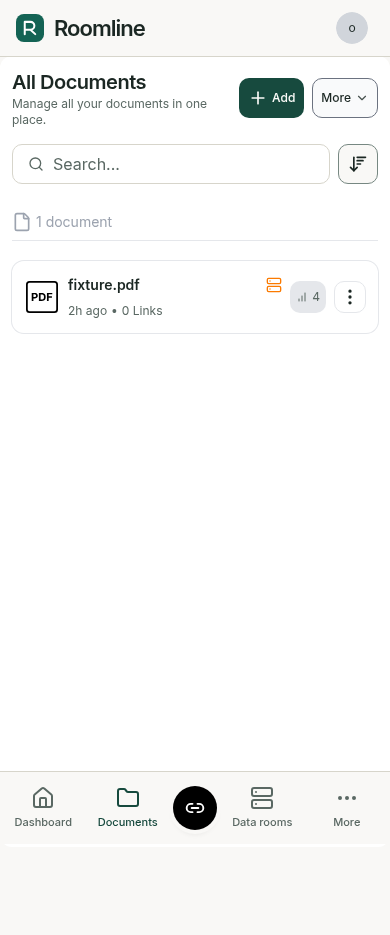 R Roomline
o
All Documents
Manage all your documents in one
place.
Add
More
Search...
1 document
PDF
fixture.pdf
2h ago • 0 Links
4
Dashboard
Documents
Data rooms
More